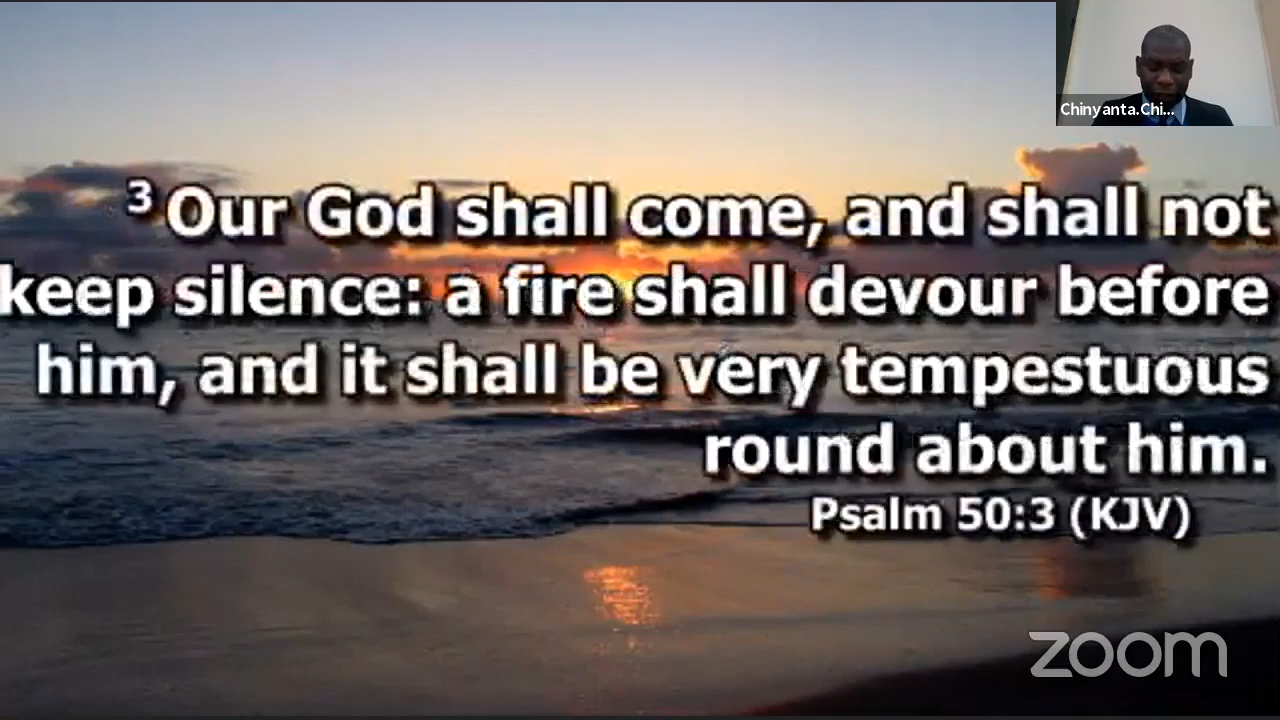 Chinyanta.Chi...
3 Our God shall come, and shall not
keep silence: a fire shall devour before
him, and it shall be very tempestuous
round about him.
Psalm 50:3 (KJV)
zoom